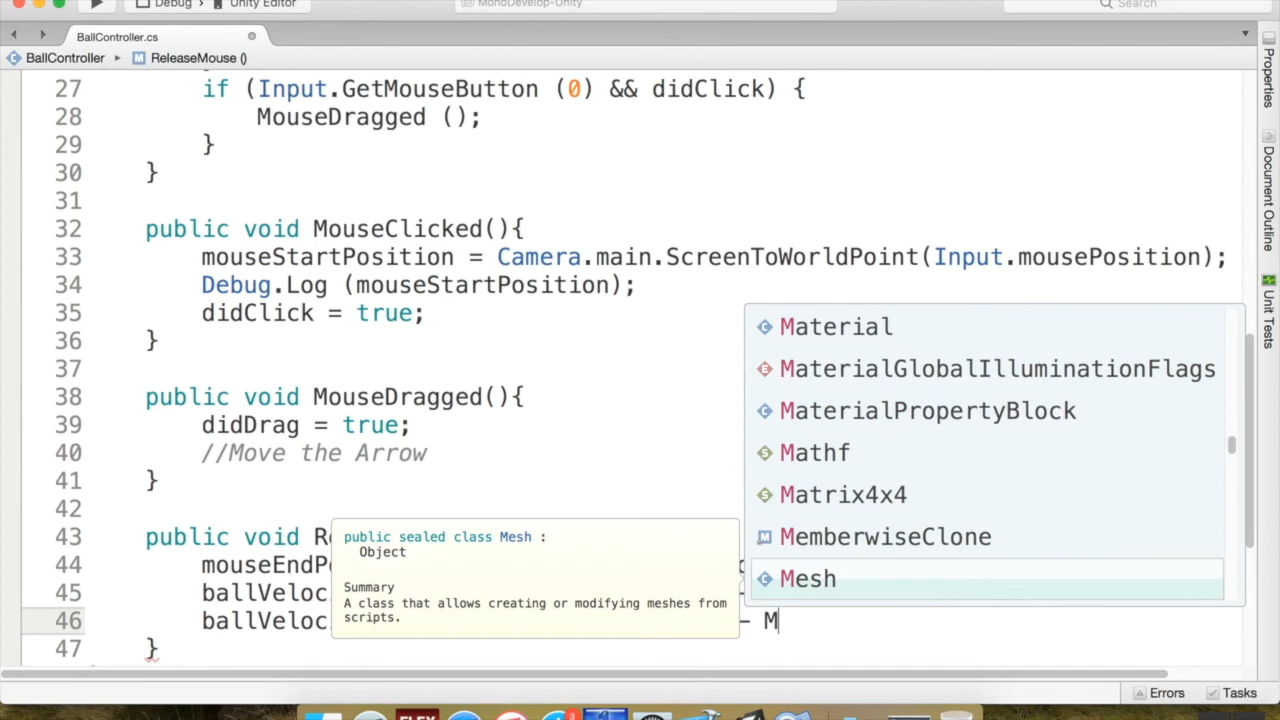 Debug
Unity Editor
MonoDevelop-Unity
Search
BallController.cs
BallController
ReleaseMouse ()
27 if (Input.GetMouseButton (0) && didClick) {
28 MouseDragged ();
29 }
30 }
31
32 public void MouseClicked(){
33 mouseStartPosition = Camera.main.ScreenToWorldPoint(Input.mousePosition);
34 Debug.Log (mouseStartPosition);
35 didClick = true;
36 }
37
38 public void MouseDragged(){
39 didDrag = true;
40 //Move the Arrow
41 }
42
43 public void Re
44 mouseEndPo
45 ballVeloc
46 ballVeloc - M
47 }
Material
MaterialGlobalIlluminationFlags
MaterialPropertyBlock
Mathf
Matrix4x4
MemberwiseClone
Mesh
public sealed class Mesh :
Object
Summary
A class that allows creating or modifying meshes from
scripts.
Properties
Document Outline
Unit Tests
Errors
Tasks